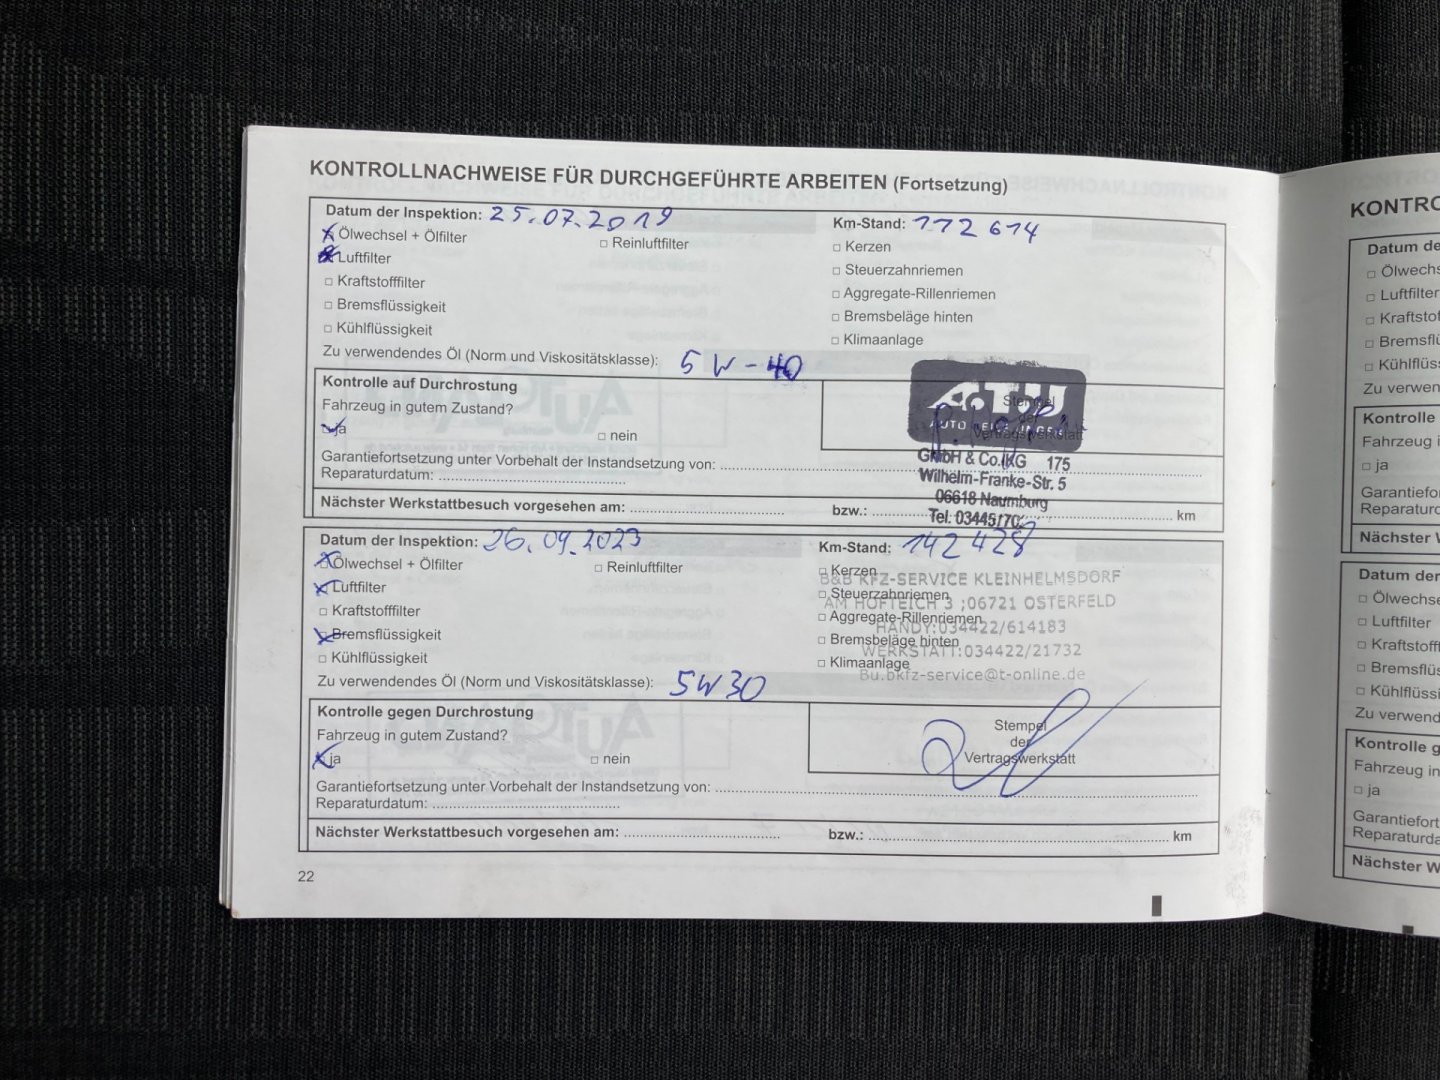 KONTROLLNACHWEISE FÜR DURCHGEFÜHRTE ARBEITEN (Fortsetzung)
Datum der Inspektion: 25.07.2019 Km-Stand: 112 614
Ölwechsel + Ölfilter □ Reinluftfilter □ Kerzen
Luftfilter □ Steuerzahnriemen
□ Kraftstofffilter □ Aggregate-Rillenriemen
□ Bremsflüssigkeit □ Bremsbeläge hinten
□ Kühlflüssigkeit □ Klimaanlage
Zu verwendendes Öl (Norm und Viskositätsklasse): 5W-40
Kontrolle auf Durchrostung
Fahrzeug in gutem Zustand?
ja □ nein
Stempel
der
Vertragswerkstatt
A.T.U
GmbH & Co. KG 175
Wilhelm-Franke-Str. 5
06618 Naumburg
Tel. 03445/70
Garantiefortsetzung unter Vorbehalt der Instandsetzung von:
Reparaturdatum:
Nächster Werkstattbesuch vorgesehen am: bzw.: km
Datum der Inspektion: 26.09.2023 Km-Stand: 142 428
Ölwechsel + Ölfilter □ Reinluftfilter □ Kerzen
Luftfilter □ Steuerzahnriemen
□ Kraftstofffilter □ Aggregate-Rillenriemen
Bremsflüssigkeit □ Bremsbeläge hinten
□ Kühlflüssigkeit □ Klimaanlage
B&B KFZ-SERVICE KLEINHELMSDORF
AM HOFTEICH 3 ;06721 OSTERFELD
HANDY:034422/614183
WERKSTATT:034422/21732
Bu.bkfz-service@t-online.de
Zu verwendendes Öl (Norm und Viskositätsklasse): 5W30
Kontrolle gegen Durchrostung
Fahrzeug in gutem Zustand?
ja □ nein
Stempel
der
Vertragswerkstatt
Garantiefortsetzung unter Vorbehalt der Instandsetzung von:
Reparaturdatum:
Nächster Werkstattbesuch vorgesehen am: bzw.: km
22
KONTRO
Datum de
□ Ölwechs
□ Luftfilter
□ Kraftstof
□ Bremsflü
□ Kühlflüss
Zu verwen
Kontrolle
Fahrzeug i
□ ja
Garantiefo
Reparaturd
Nächster W
Datum der
□ Ölwechse
□ Luftfilter
□ Kraftstofff
□ Bremsflüs
□ Kühlflüssi
Zu verwend
Kontrolle g
Fahrzeug in
□ ja
Garantiefort
Reparaturda
Nächster W